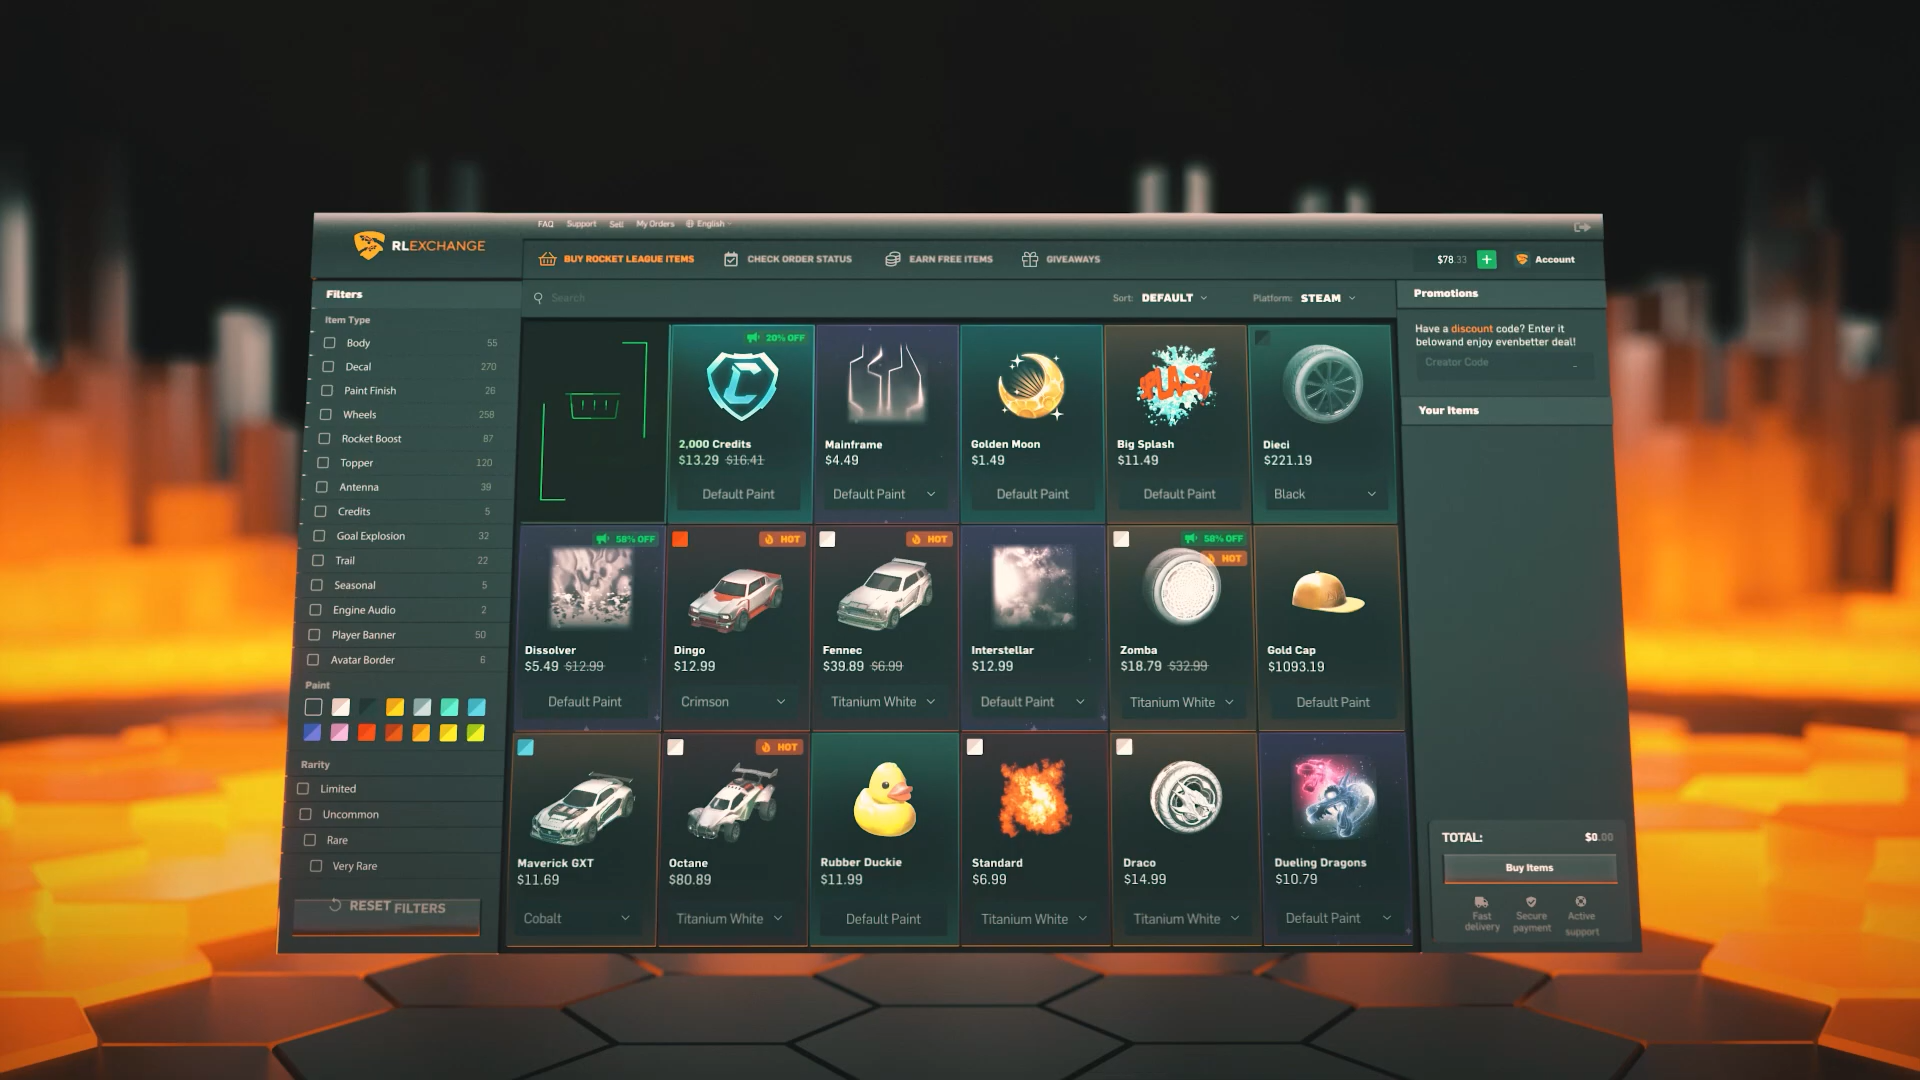 FAQ Support Sell My Orders English
RLEXCHANGE
BUY ROCKET LEAGUE ITEMS CHECK ORDER STATUS EARN FREE ITEMS GIVEAWAYS
$78.33 + Account
Filters
Search
Sort: DEFAULT
Platform: STEAM
Item Type
Body 55
Decal 270
Paint Finish 26
Wheels 258
Rocket Boost 87
Topper 120
Antenna 39
Credits 5
Goal Explosion 32
Trail 22
Seasonal 5
Engine Audio 2
Player Banner 50
Avatar Border 6
Paint
Rarity
Limited
Uncommon
Rare
Very Rare
RESET FILTERS
20% OFF
2,000 Credits
$13.29 $16.41
Default Paint
Mainframe
$4.49
Default Paint
Golden Moon
$1.49
Default Paint
SPLASH
Big Splash
$11.49
Default Paint
Dieci
$221.19
Black
58% OFF
Dissolver
$5.49 $12.99
Default Paint
HOT
Dingo
$12.99
Crimson
HOT
Fennec
$39.89 $6.99
Titanium White
Interstellar
$12.99
Default Paint
58% OFF
HOT
Zomba
$18.79 $32.99
Titanium White
Gold Cap
$1093.19
Default Paint
Maverick GXT
$11.69
Cobalt
HOT
Octane
$80.89
Titanium White
Rubber Duckie
$11.99
Default Paint
Standard
$6.99
Titanium White
Draco
$14.99
Titanium White
Dueling Dragons
$10.79
Default Paint
Promotions
Have a discount code? Enter it
belowand enjoy evenbetter deal!
Creator Code
Your Items
TOTAL: $0.00
Buy Items
Fast
delivery
Secure
payment
Active
support